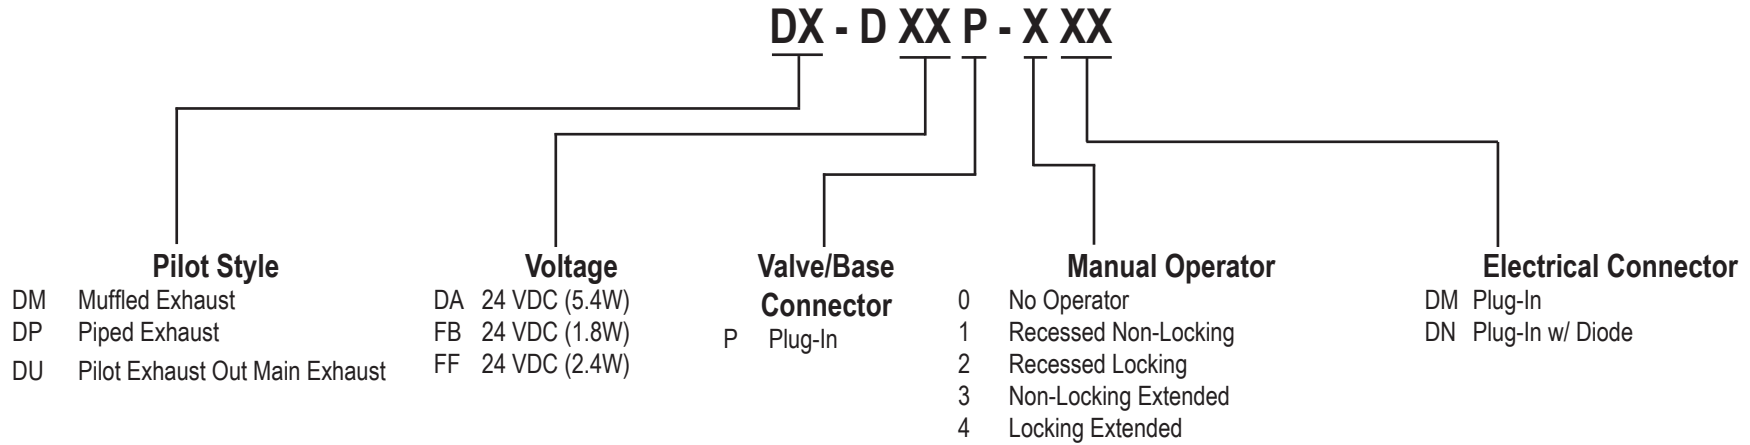 DX - D XX P - X XX
Pilot Style
DM Muffled Exhaust
DP Piped Exhaust
DU Pilot Exhaust Out Main Exhaust
Voltage
DA 24 VDC (5.4W)
FB 24 VDC (1.8W)
FF 24 VDC (2.4W)
Valve/Base
Connector
P Plug-In
Manual Operator
0 No Operator
1 Recessed Non-Locking
2 Recessed Locking
3 Non-Locking Extended
4 Locking Extended
Electrical Connector
DM Plug-In
DN Plug-In w/ Diode